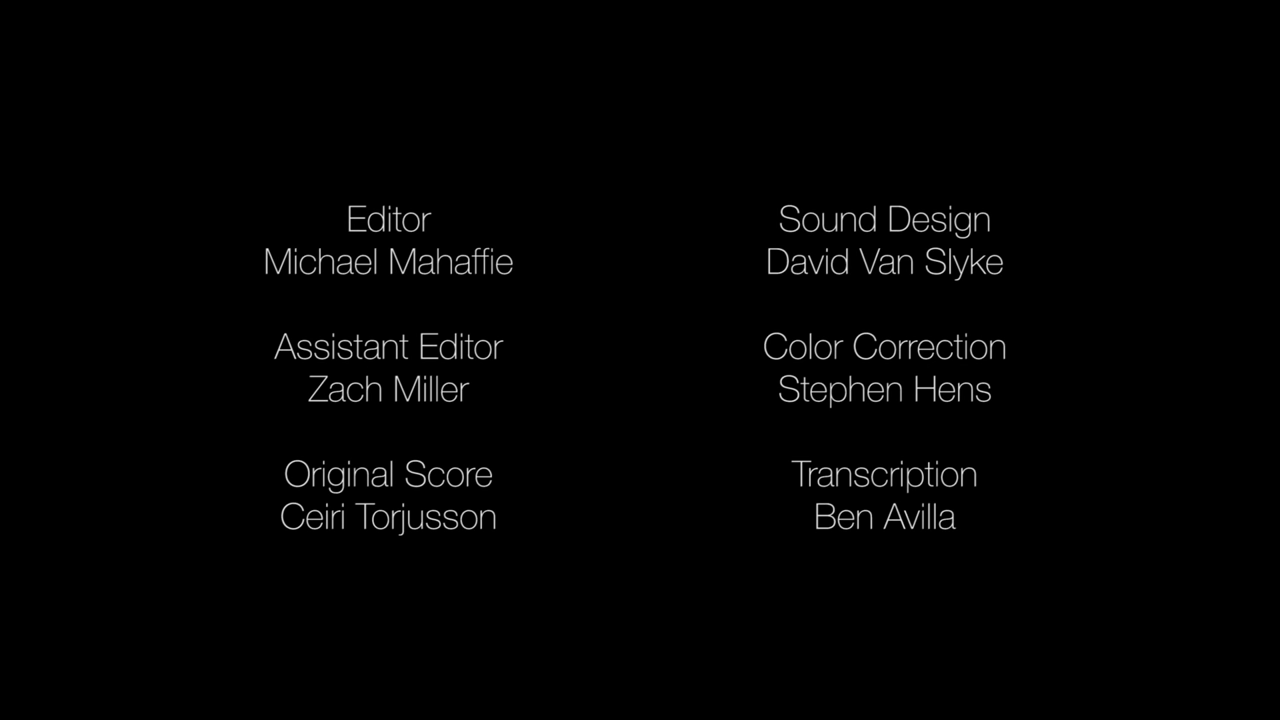 Editor
Michael Mahaffie
Assistant Editor
Zach Miller
Original Score
Ceiri Torjusson
Sound Design
David Van Slyke
Color Correction
Stephen Hens
Transcription
Ben Avilla